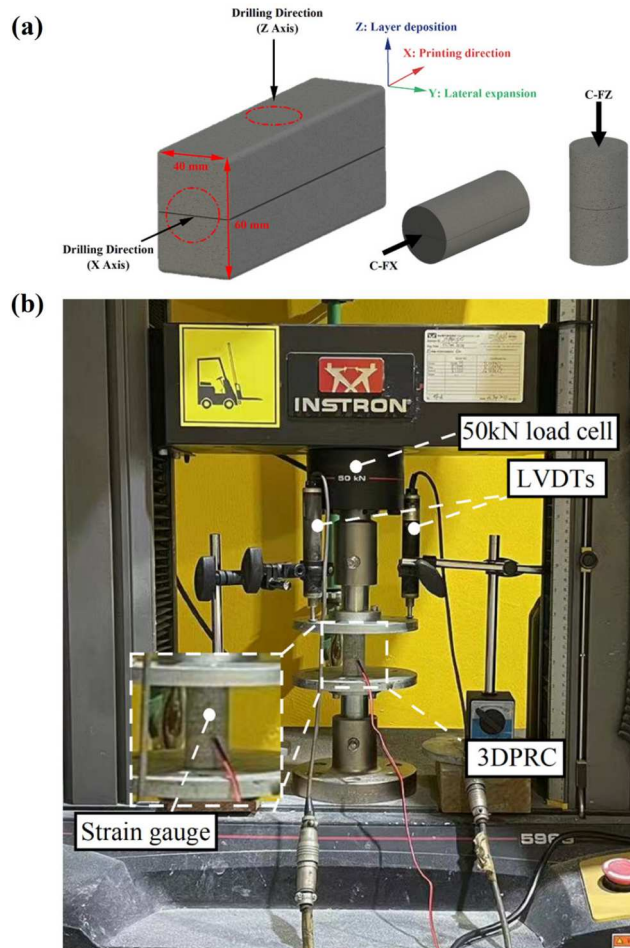 (a)
Drilling Direction
(Z Axis)
Z: Layer deposition
X: Printing direction
Y: Lateral expansion
C-FZ
40 mm
60 mm
C-FX
Drilling Direction
(X Axis)
(b)
INSTRON®
50kN load cell
50 kN
LVDTs
3DPRC
Strain gauge